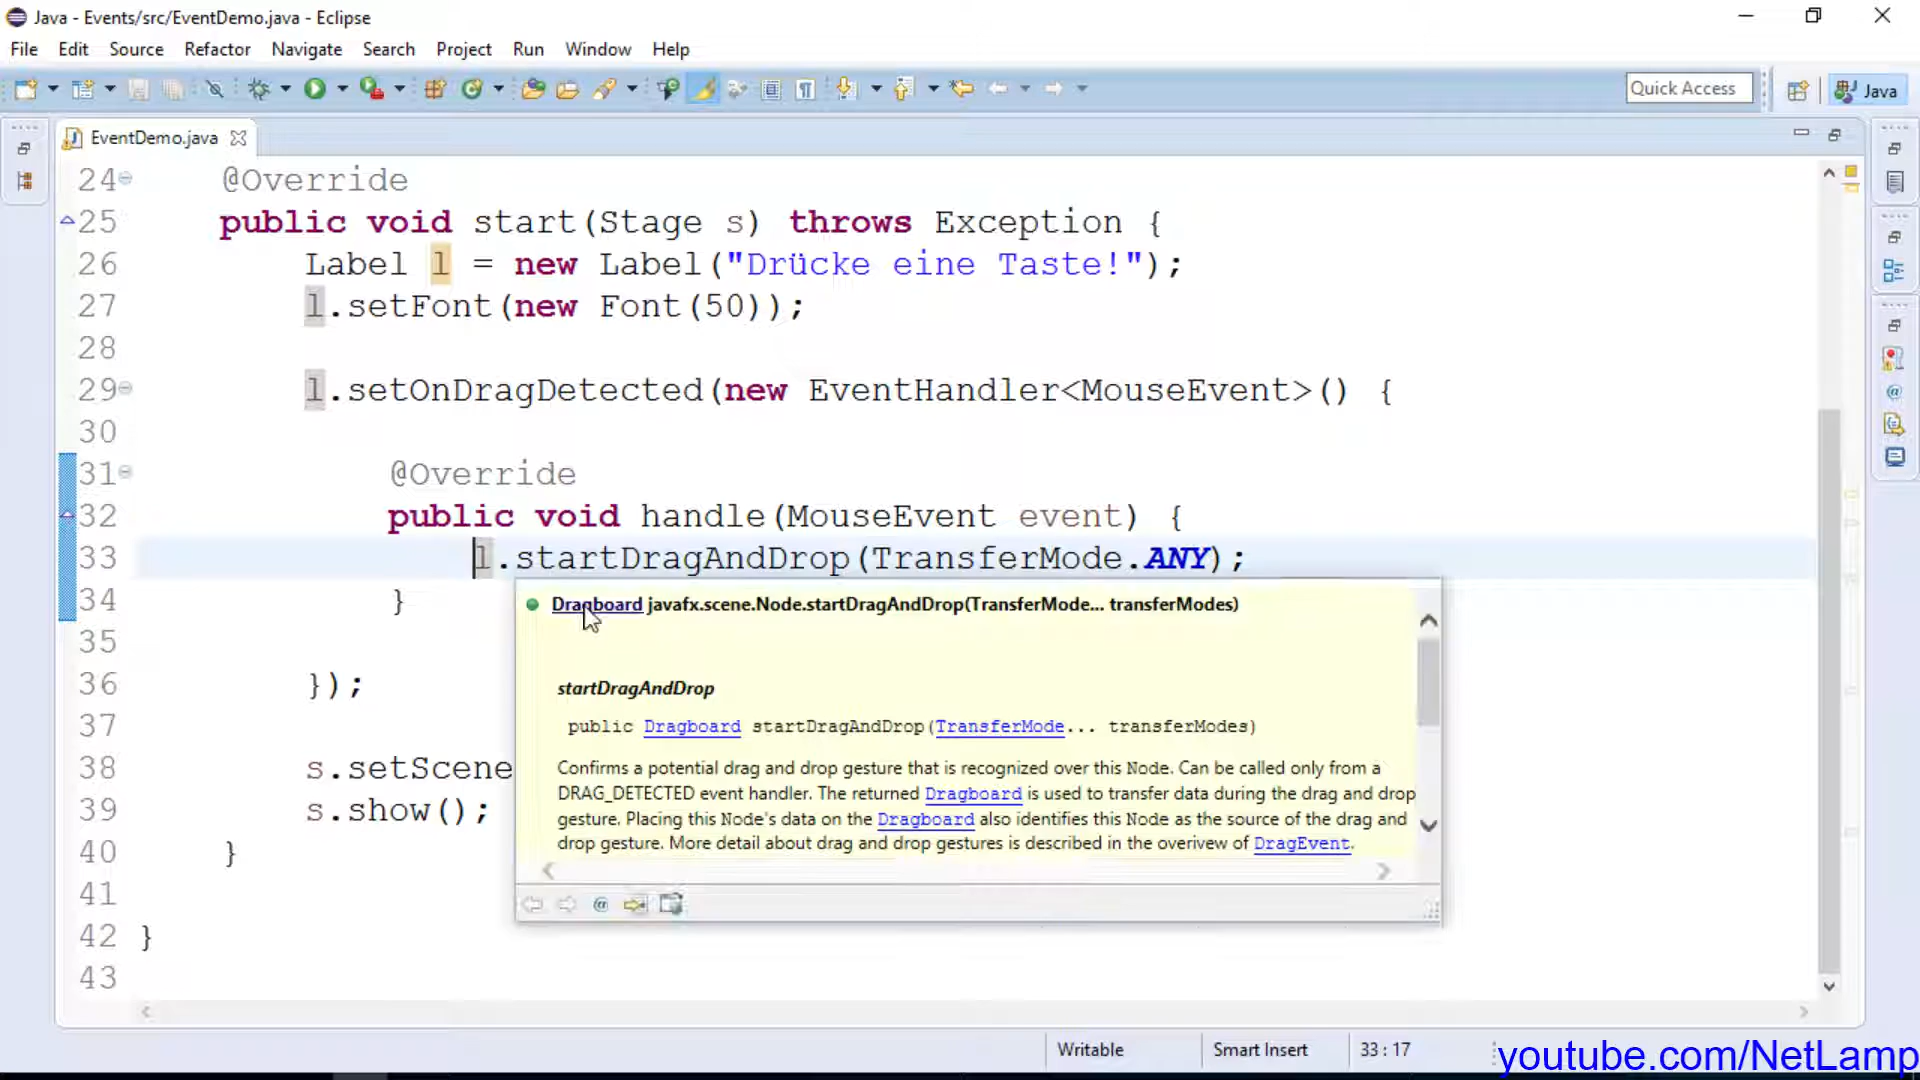 Java - Events/src/EventDemo.java - Eclipse
File Edit Source Refactor Navigate Search Project Run Window Help
Quick Access Java
EventDemo.java
24 @Override
25 public void start(Stage s) throws Exception {
26 Label l = new Label("Drücke eine Taste!");
27 l.setFont(new Font(50));
28
29 l.setOnDragDetected(new EventHandler<MouseEvent>() {
30
31 @Override
32 public void handle(MouseEvent event) {
33 l.startDragAndDrop(TransferMode.ANY);
34 }
Dragboard javafx.scene.Node.startDragAndDrop(TransferMode... transferModes)
35
36 });
startDragAndDrop
37
public Dragboard startDragAndDrop(TransferMode... transferModes)
38 s.setScene
Confirms a potential drag and drop gesture that is recognized over this Node. Can be called only from a
DRAG_DETECTED event handler. The returned Dragboard is used to transfer data during the drag and drop
39 s.show();
gesture. Placing this Node's data on the Dragboard also identifies this Node as the source of the drag and
drop gesture. More detail about drag and drop gestures is described in the overivew of DragEvent.
40 }
41
42 }
43
Writable Smart Insert 33 : 17
youtube.com/NetLamp